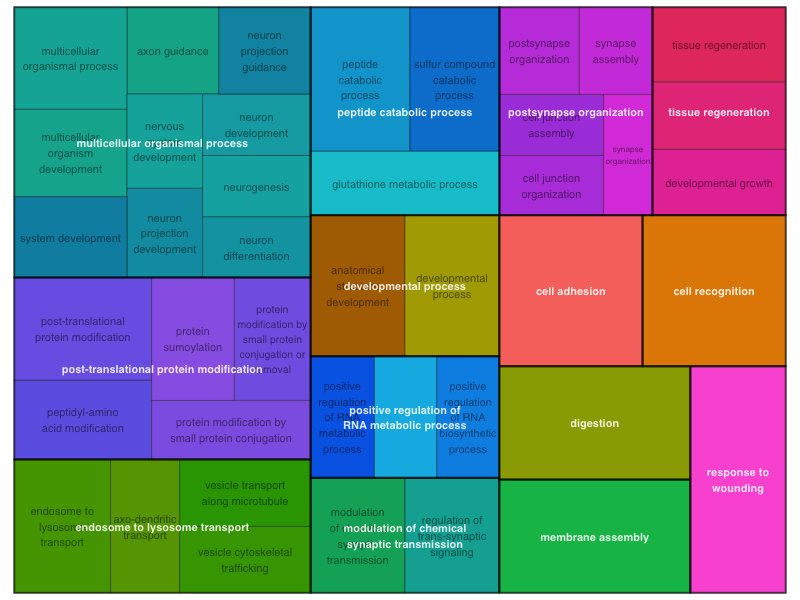 multicellular
organismal process
axon guidance
neuron
projection
guidance
multicellular
organism
development
nervous
development
neuron
development
neurogenesis
system development
neuron
projection
development
neuron
differentiation
multicellular organismal process
peptide
catabolic
process
sulfur compound
catabolic
process
glutathione metabolic process
peptide catabolic process
postsynapse
organization
synapse
assembly
cell junction
assembly
cell junction
organization
synapse
organization
postsynapse organization
tissue regeneration
developmental growth
tissue regeneration
post-translational
protein modification
protein
sumoylation
protein
modification by
small protein
conjugation or
peptidyl-amino
acid modification
protein modification by
small protein conjugation
post-translational protein modification
anatomical
development
developmental
process
developmental process
cell adhesion
cell recognition
positive
regulation
of RNA
metabolic
process
positive
regulation
of RNA
biosynthetic
process
positive regulation of
RNA metabolic process
digestion
response to
wounding
endosome to
lysosome
transport
axo-dendritic
transport
vesicle transport
along microtubule
vesicle cytoskeletal
trafficking
endosome to lysosome transport
modulation
of
transmission
regulation of
trans-synaptic
signaling
modulation of chemical
synaptic transmission
membrane assembly